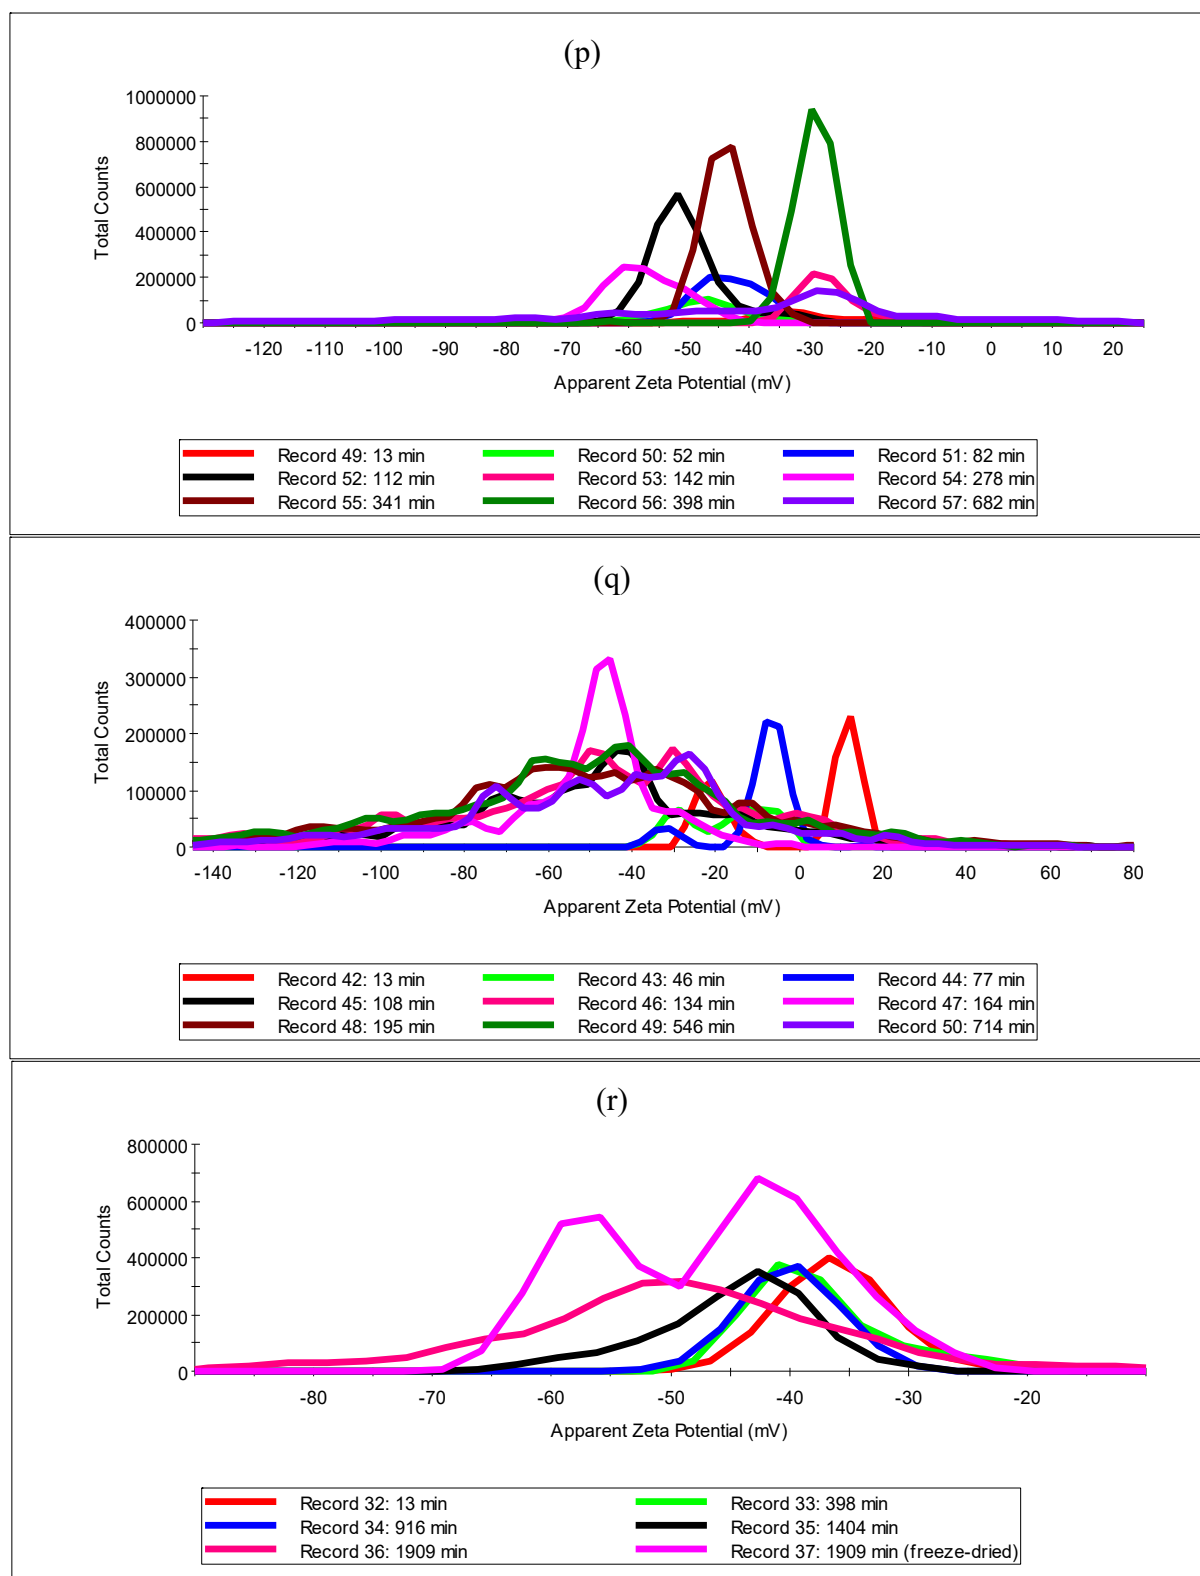 (p)
1000000
800000
600000
400000
200000
0
Total Counts
-120 -110 -100 -90 -80 -70 -60 -50 -40 -30 -20 -10 0 10 20
Apparent Zeta Potential (mV)
Record 49: 13 min Record 50: 52 min Record 51: 82 min
Record 52: 112 min Record 53: 142 min Record 54: 278 min
Record 55: 341 min Record 56: 398 min Record 57: 682 min
(q)
400000
300000
200000
100000
0
Total Counts
-140 -120 -100 -80 -60 -40 -20 0 20 40 60 80
Apparent Zeta Potential (mV)
Record 42: 13 min Record 43: 46 min Record 44: 77 min
Record 45: 108 min Record 46: 134 min Record 47: 164 min
Record 48: 195 min Record 49: 546 min Record 50: 714 min
(r)
800000
600000
400000
200000
0
Total Counts
-80 -70 -60 -50 -40 -30 -20
Apparent Zeta Potential (mV)
Record 32: 13 min Record 33: 398 min
Record 34: 916 min Record 35: 1404 min
Record 36: 1909 min Record 37: 1909 min (freeze-dried)